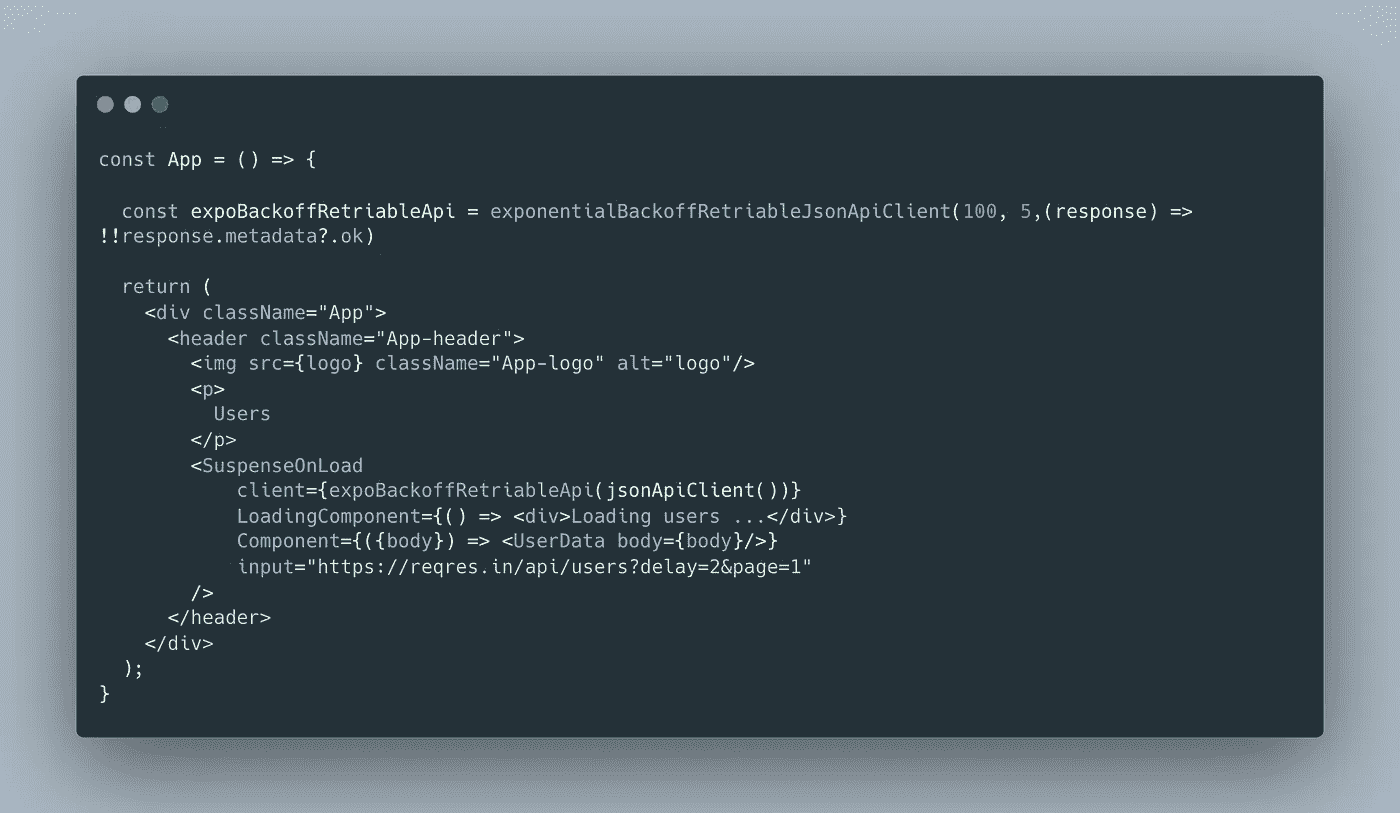 const App = () => {
  const expoBackoffRetriableApi = exponentialBackoffRetriableJsonApiClient(100, 5,(response) =>
!!response.metadata?.ok)
  return (
    <div className="App">
      <header className="App-header">
        <img src={logo} className="App-logo" alt="logo"/>
        <p>
          Users
        </p>
        <SuspenseOnLoad
            client={expoBackoffRetriableApi(jsonApiClient())}
            LoadingComponent={() => <div>Loading users ...</div>}
            Component={({body}) => <UserData body={body}/>}
            input="https://reqres.in/api/users?delay=2&page=1"
        />
      </header>
    </div>
  );
}